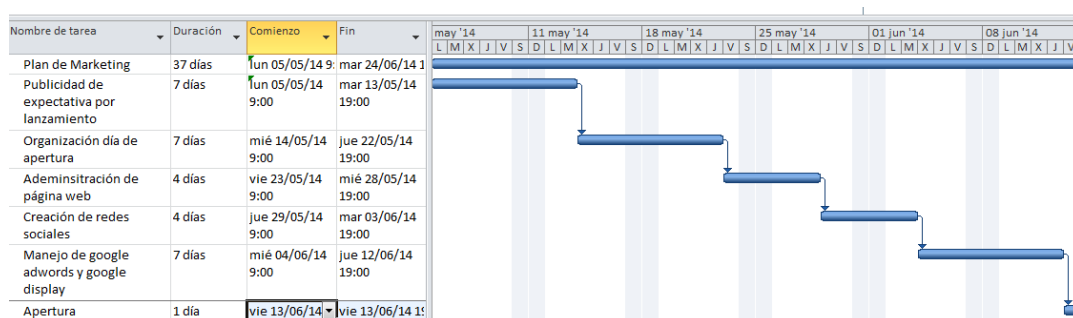 Nombre de tarea Duración Comienzo Fin may '14 11 may '14 18 may '14 25 may '14 01 jun '14 08 jun '14
L M X J V S D L M X J V S D L M X J V S D L M X J V S D L M X J V S D L M X J V
Plan de Marketing 37 días lun 05/05/14 9: mar 24/06/14 1
Publicidad de 7 días lun 05/05/14 mar 13/05/14
expectativa por 9:00 19:00
lanzamiento
Organización día de 7 días mié 14/05/14 jue 22/05/14
apertura 9:00 19:00
Ademinsitración de 4 días vie 23/05/14 mié 28/05/14
página web 9:00 19:00
Creación de redes 4 días jue 29/05/14 mar 03/06/14
sociales 9:00 19:00
Manejo de google 7 días mié 04/06/14 jue 12/06/14
adwords y google 9:00 19:00
display
Apertura 1 día vie 13/06/14 vie 13/06/14 19